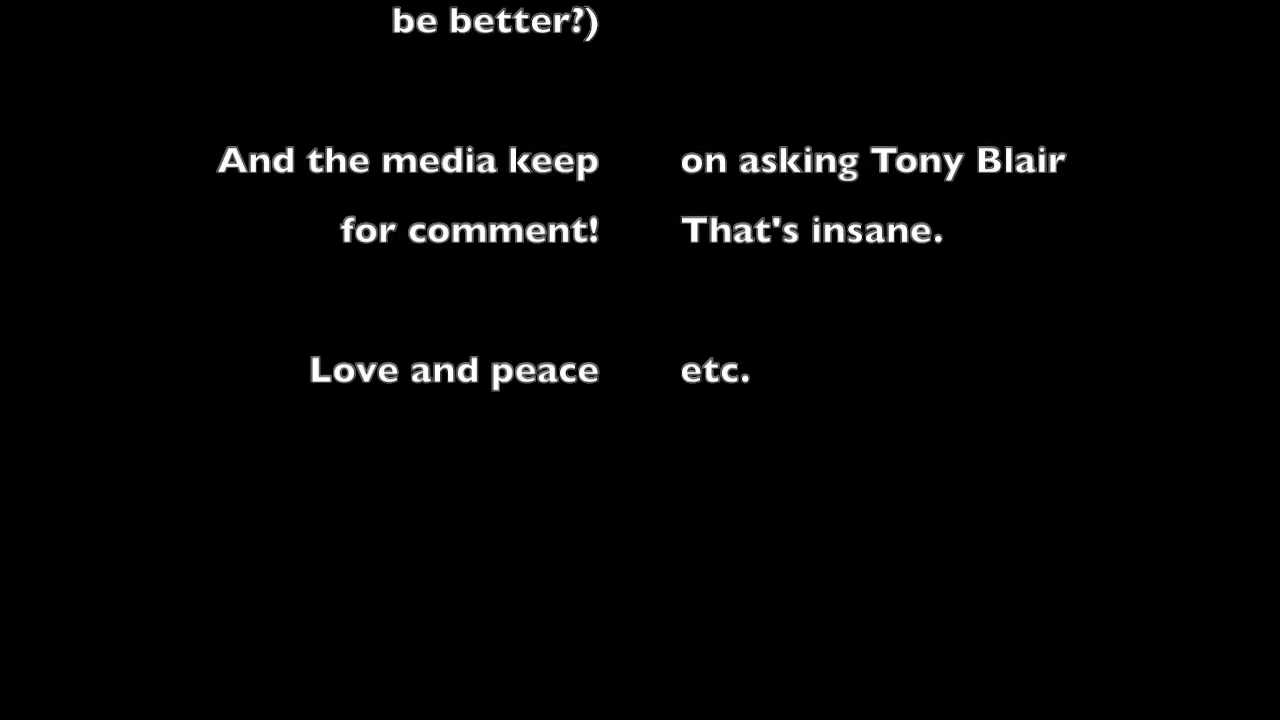 be better?)
And the media keep on asking Tony Blair
for comment! That's insane.
Love and peace etc.